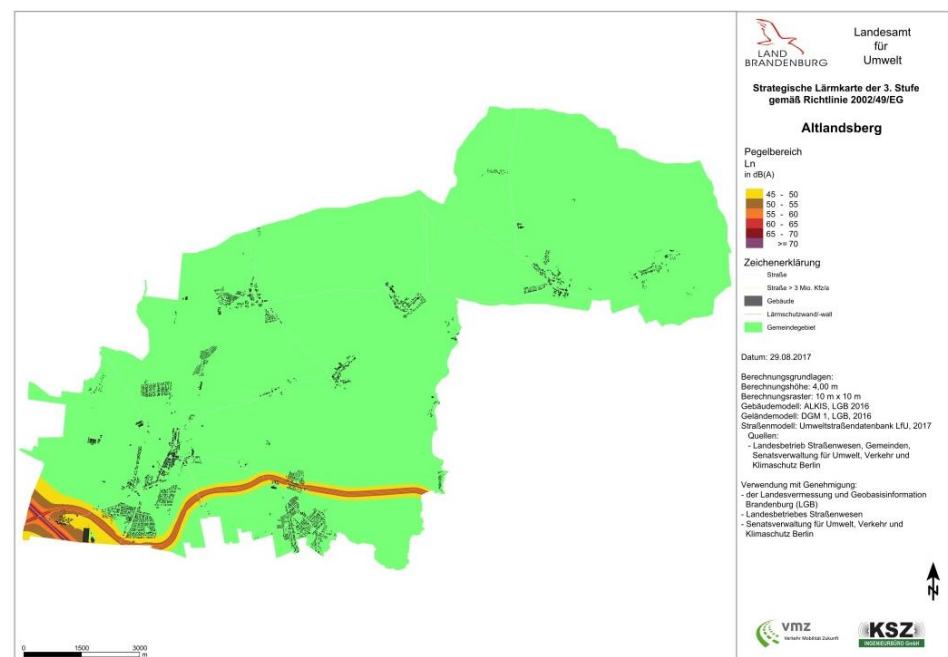 LAND
BRANDENBURG
Landesamt
für
Umwelt
Strategische Lärmkarte der 3. Stufe
gemäß Richtlinie 2002/49/EG
Altlandsberg
Pegelbereich
Ln
in dB(A)
45 - 50
50 - 55
55 - 60
60 - 65
65 - 70
>= 70
Zeichenerklärung
Straße
Straße > 3 Mio. Kfz/a
Gebäude
Lärmschutzwand/-wall
Gemeindegebiet
Datum: 29.08.2017
Berechnungsgrundlagen:
Berechnungshöhe: 4,00 m
Berechnungsraster: 10 m x 10 m
Gebäudemodell: ALKIS, LGB 2016
Geländemodell: DGM 1, LGB, 2016
Straßenmodell: Umweltstraßendatenbank LfU, 2017
Quellen:
- Landesbetrieb Straßenwesen, Gemeinden,
Senatsverwaltung für Umwelt, Verkehr und
Klimaschutz Berlin
Verwendung mit Genehmigung:
- der Landesvermessung und Geobasisinformation
Brandenburg (LGB)
- Landesbetriebes Straßenwesen
- Senatsverwaltung für Umwelt, Verkehr und
Klimaschutz Berlin
N
vmz
Verkehr Mobilität Zukunft
KSZ
INGENIEURBÜRO GmbH
0 1500 3000
m